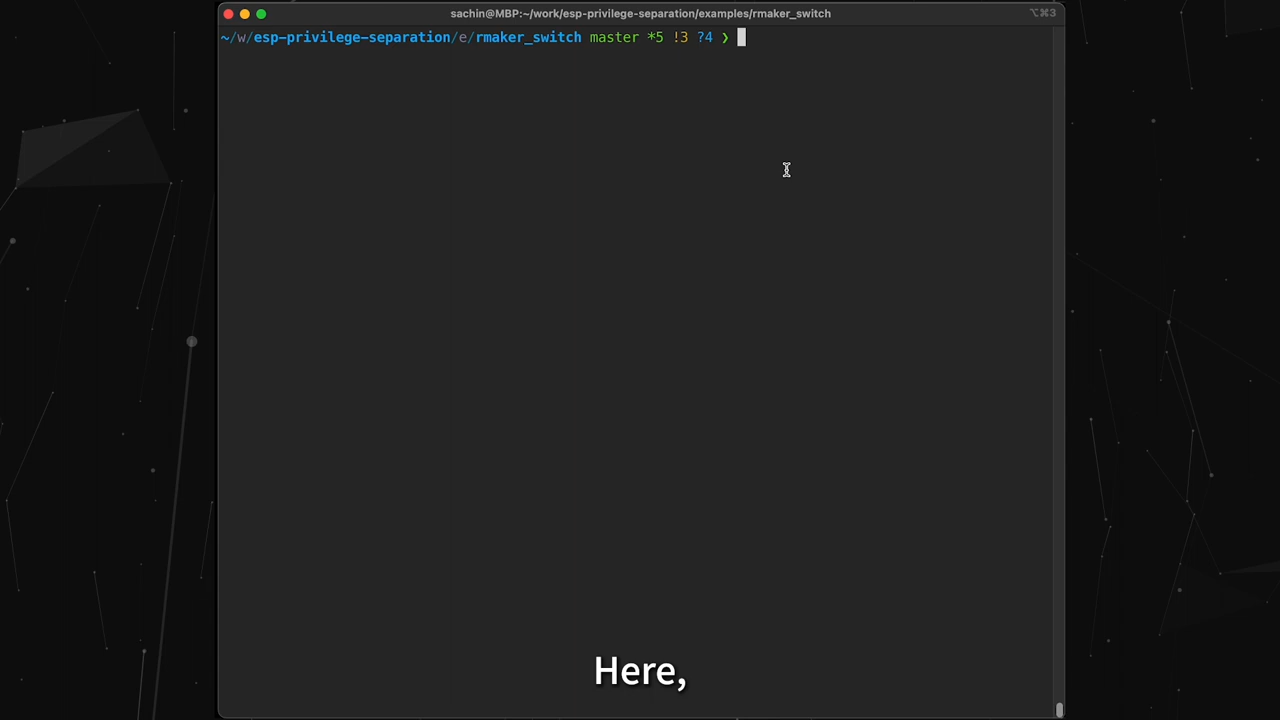 sachin@MBP:~/work/esp-privilege-separation/examples/rmaker_switch
⌥⌘3
~/w/esp-privilege-separation/e/rmaker_switch master *5 !3 ?4 ❯
Here,